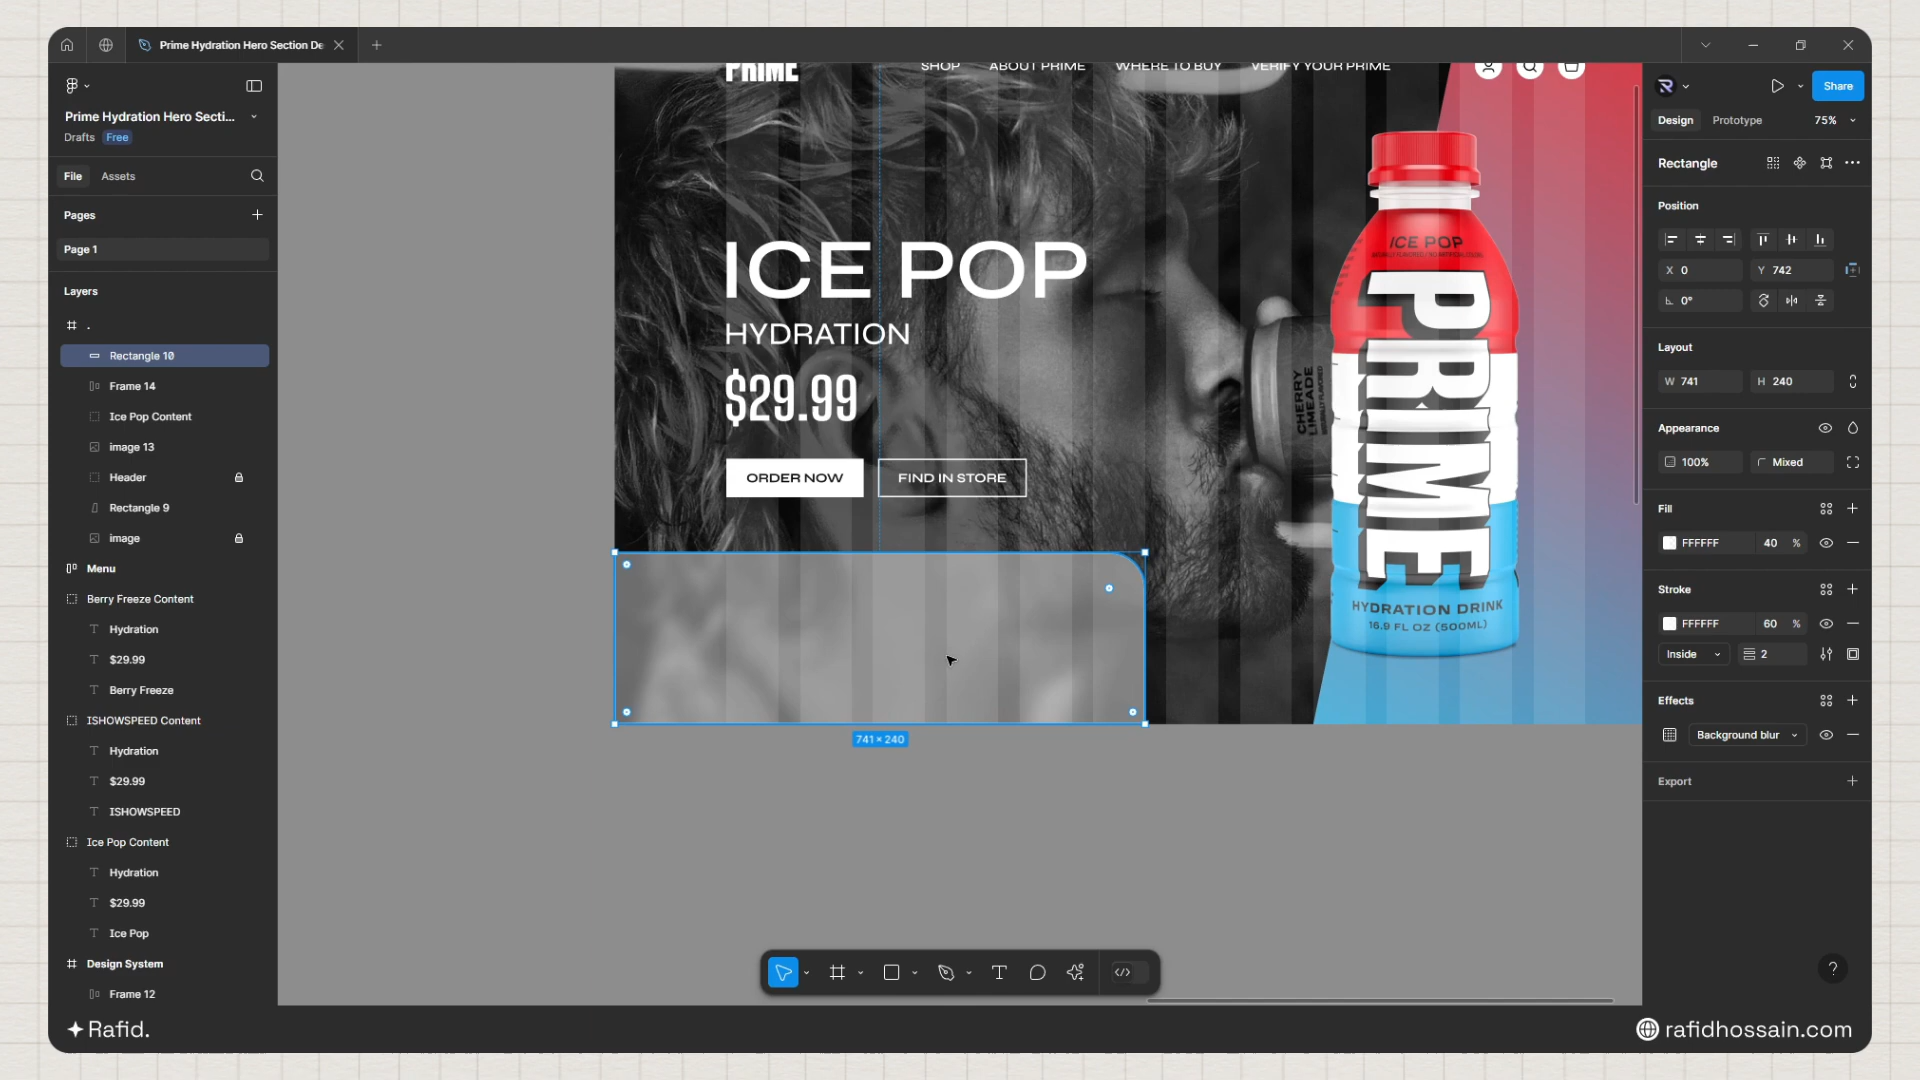 Prime Hydration Hero Section De
Prime Hydration Hero Secti...
Drafts Free
File Assets
Pages
Page 1
Layers
.
Rectangle 10
Frame 14
Ice Pop Content
image 13
Header
Rectangle 9
image
Menu
Berry Freeze Content
Hydration
$29.99
Berry Freeze
ISHOWSPEED Content
Hydration
$29.99
ISHOWSPEED
Ice Pop Content
Hydration
$29.99
Ice Pop
Design System
Frame 12
PRIME
SHOP ABOUT PRIME WHERE TO BUY VERIFY YOUR PRIME
ICE POP
HYDRATION
$29.99
ORDER NOW FIND IN STORE
741 × 240
CHERRY
LIMEADE
NATURALLY FLAVORED
ICE POP
PRIME
HYDRATION DRINK
16.9 FL OZ (500ML)
Share
Design Prototype 75%
Rectangle
Position
X 0 Y 742
0°
Layout
W 741 H 240
Appearance
100% Mixed
Fill
FFFFFF 40 %
Stroke
FFFFFF 60 %
Inside 2
Effects
Background blur
Export
?
Rafid.
rafidhossain.com